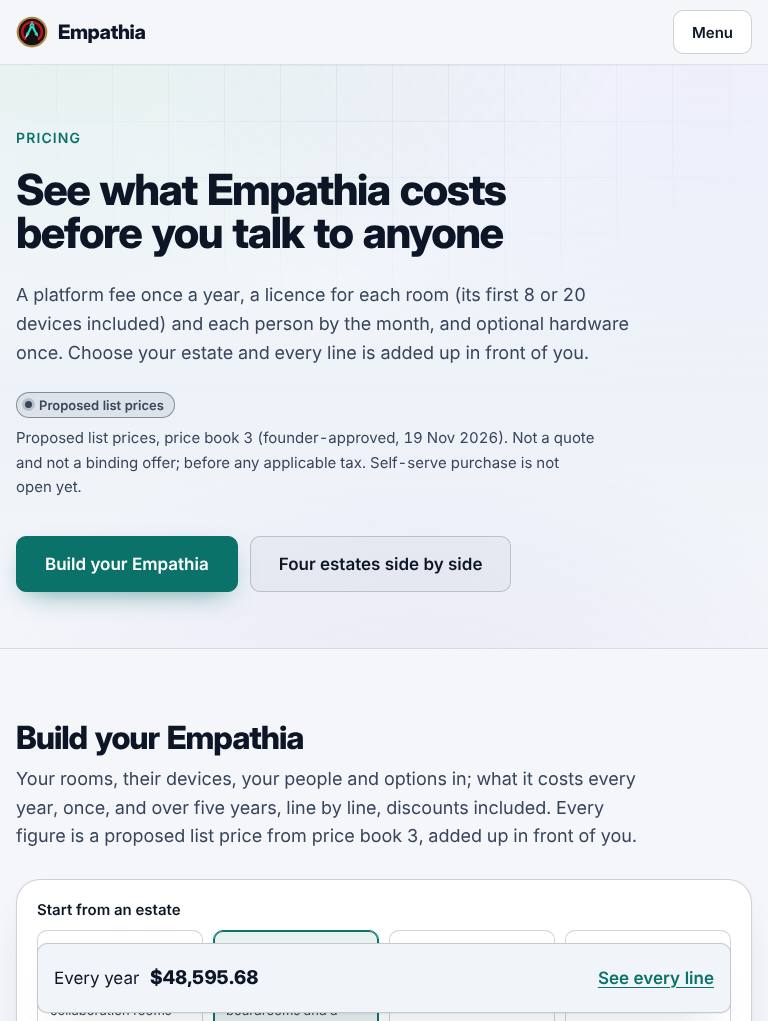 Empathia
Menu
PRICING
See what Empathia costs
before you talk to anyone
A platform fee once a year, a licence for each room (its first 8 or 20
devices included) and each person by the month, and optional hardware
once. Choose your estate and every line is added up in front of you.
Proposed list prices
Proposed list prices, price book 3 (founder-approved, 19 Nov 2026). Not a quote
and not a binding offer; before any applicable tax. Self-serve purchase is not
open yet.
Build your Empathia
Four estates side by side
Build your Empathia
Your rooms, their devices, your people and options in; what it costs every
year, once, and over five years, line by line, discounts included. Every
figure is a proposed list price from price book 3, added up in front of you.
Start from an estate
Every year $48,595.68
See every line
collaboration rooms
boardrooms and a